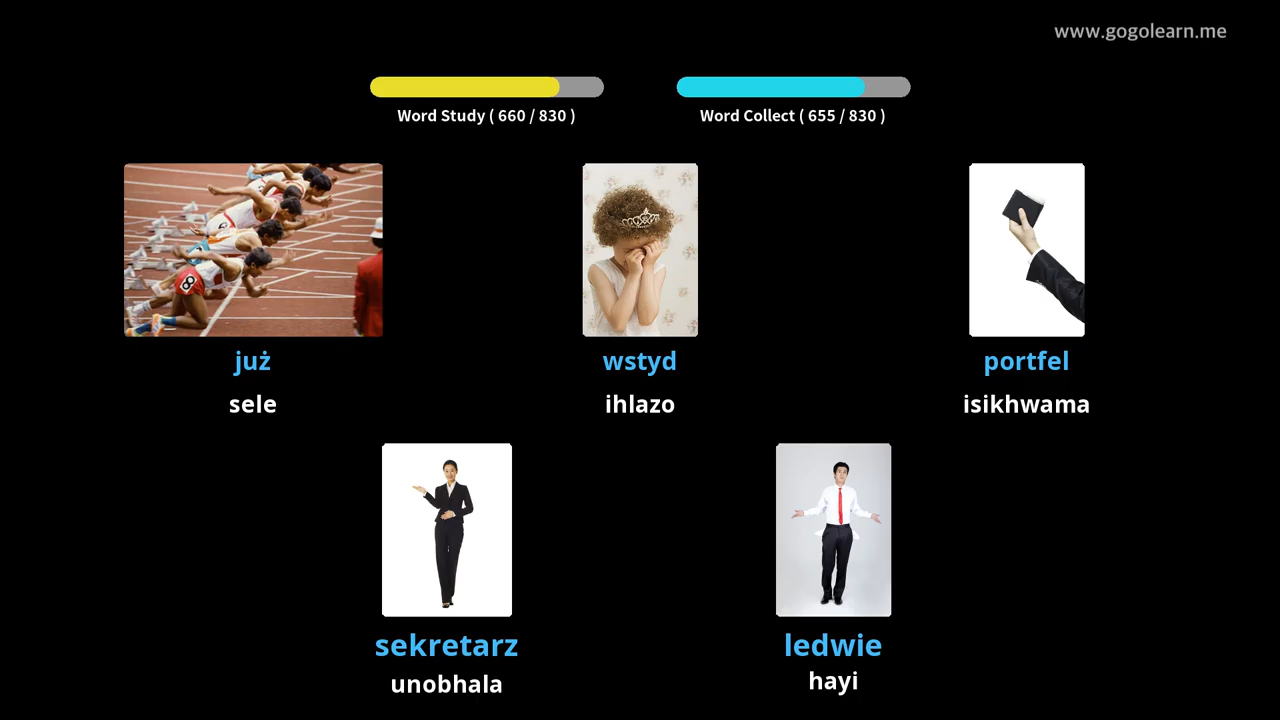 www.gogolearn.me
Word Study ( 660 / 830 )
Word Collect ( 655 / 830 )
8
już
wstyd
portfel
sele
ihlazo
isikhwama
sekretarz
ledwie
unobhala
hayi